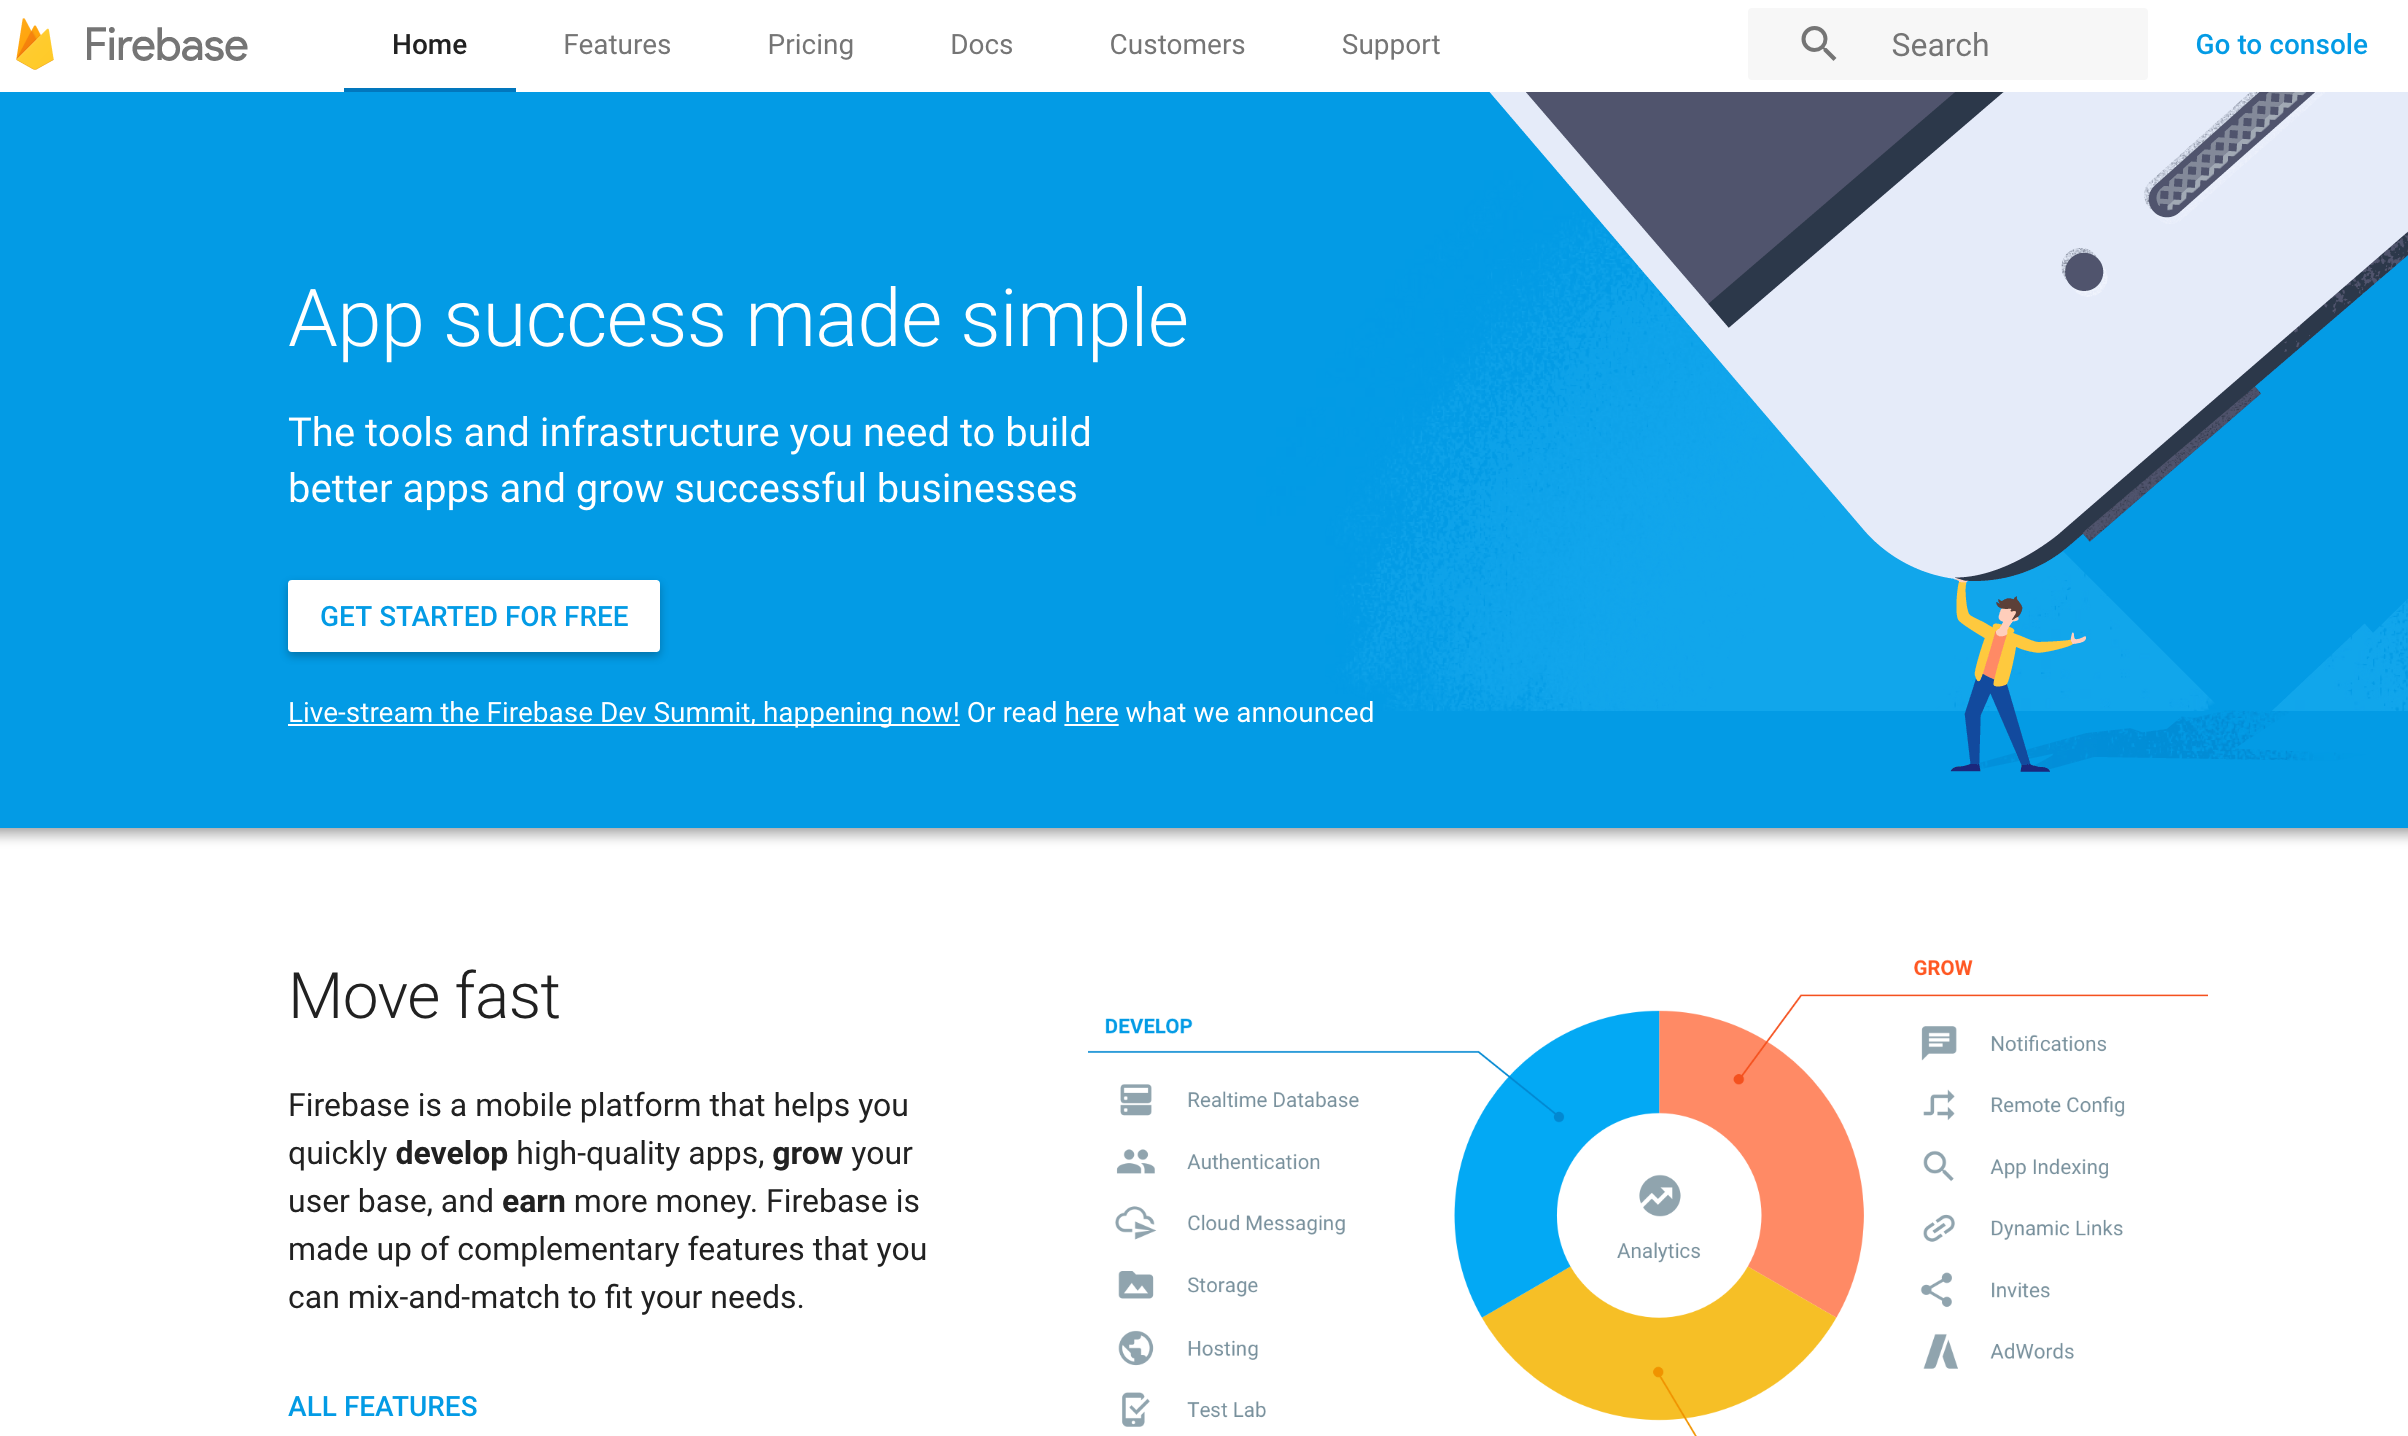 Firebase
Home
Features
Pricing
Docs
Customers
Support
Search
Go to console
App success made simple
The tools and infrastructure you need to build
better apps and grow successful businesses
GET STARTED FOR FREE
Live-stream the Firebase Dev Summit, happening now! Or read here what we announced
Move fast
Firebase is a mobile platform that helps you
quickly develop high-quality apps, grow your
user base, and earn more money. Firebase is
made up of complementary features that you
can mix-and-match to fit your needs.
ALL FEATURES
DEVELOP
Realtime Database
Authentication
Cloud Messaging
Storage
Hosting
Test Lab
Analytics
GROW
Notifications
Remote Config
App Indexing
Dynamic Links
Invites
AdWords